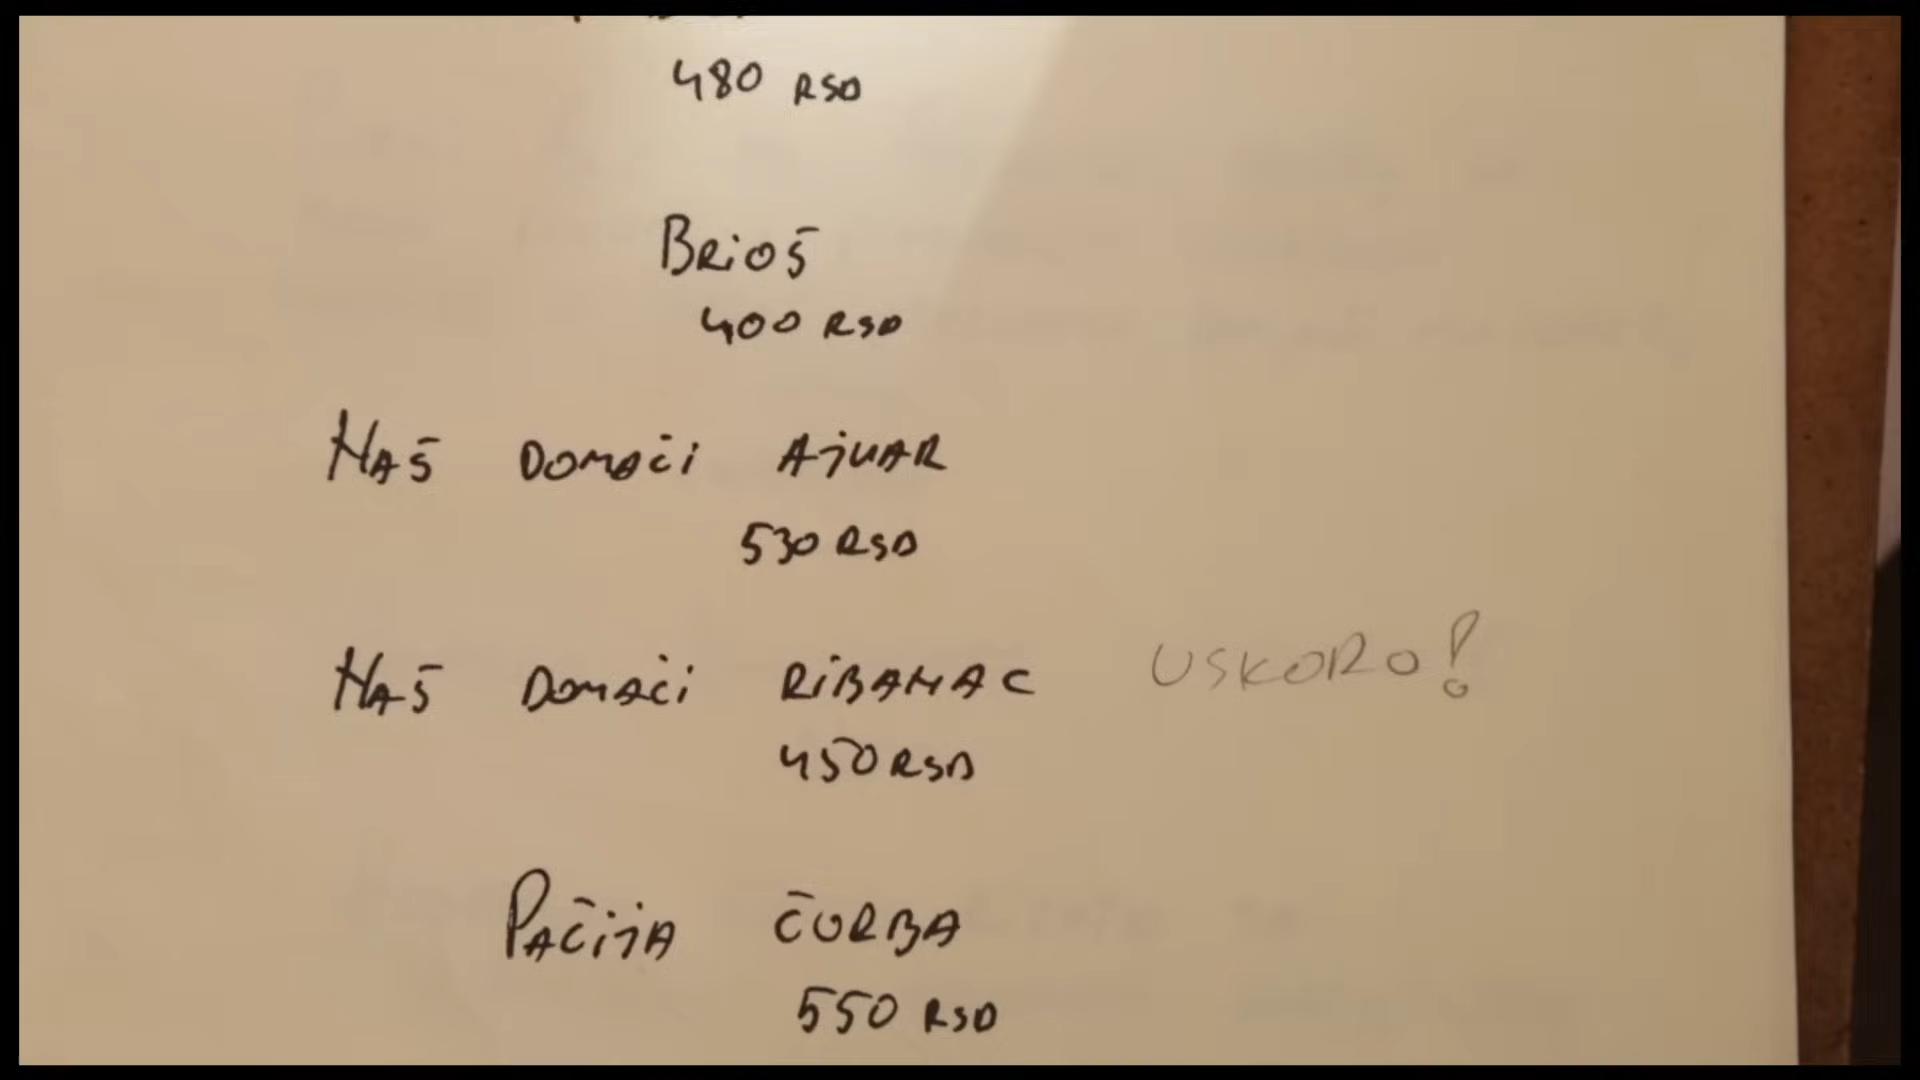 480 RSD
Brioš
400 RSD
Naš domaći ajvar
530 RSD
Naš domaći ribanac USKORO!
450 RSD
Pačija čorba
550 RSD